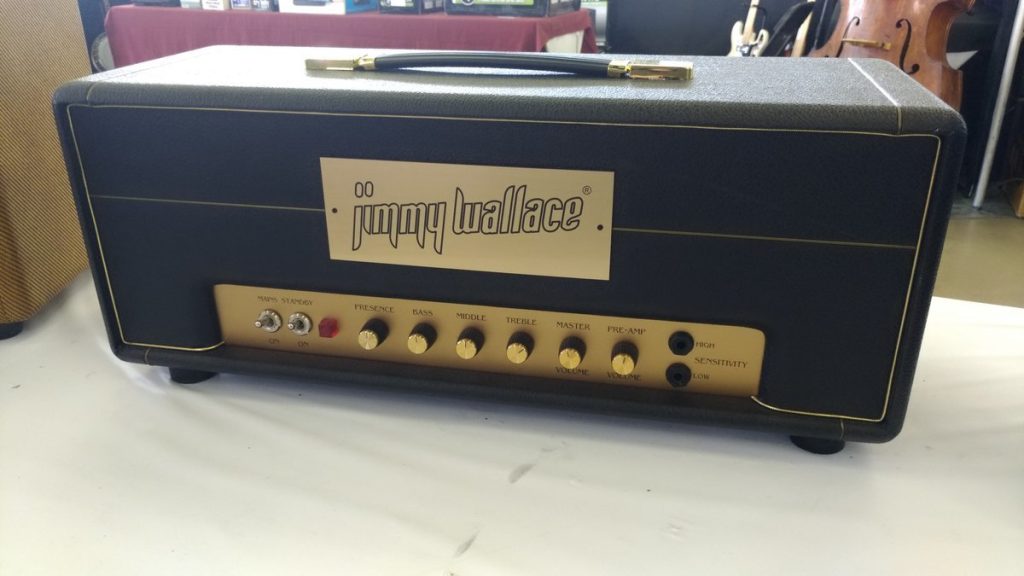 jimmy wallace®
MAINS STANDBY
ON ON
PRESENCE BASS MIDDLE TREBLE MASTER PRE-AMP
VOLUME VOLUME
HIGH
SENSITIVITY
LOW